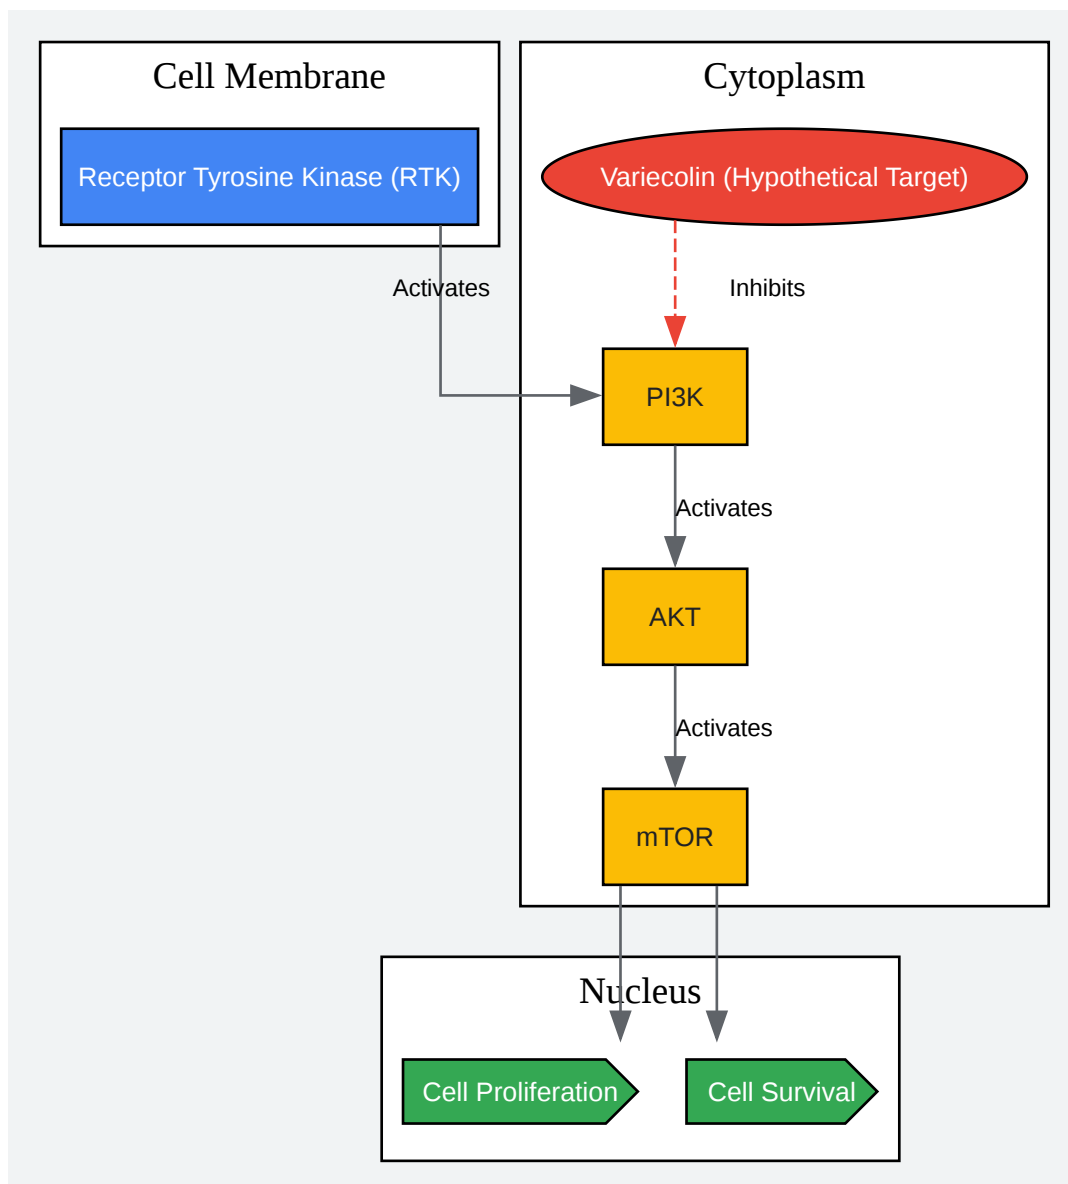 Cell Membrane
Cytoplasm
Receptor Tyrosine Kinase (RTK)
Variecolin (Hypothetical Target)
Activates
Inhibits
PI3K
Activates
AKT
Activates
mTOR
Nucleus
Cell Proliferation
Cell Survival